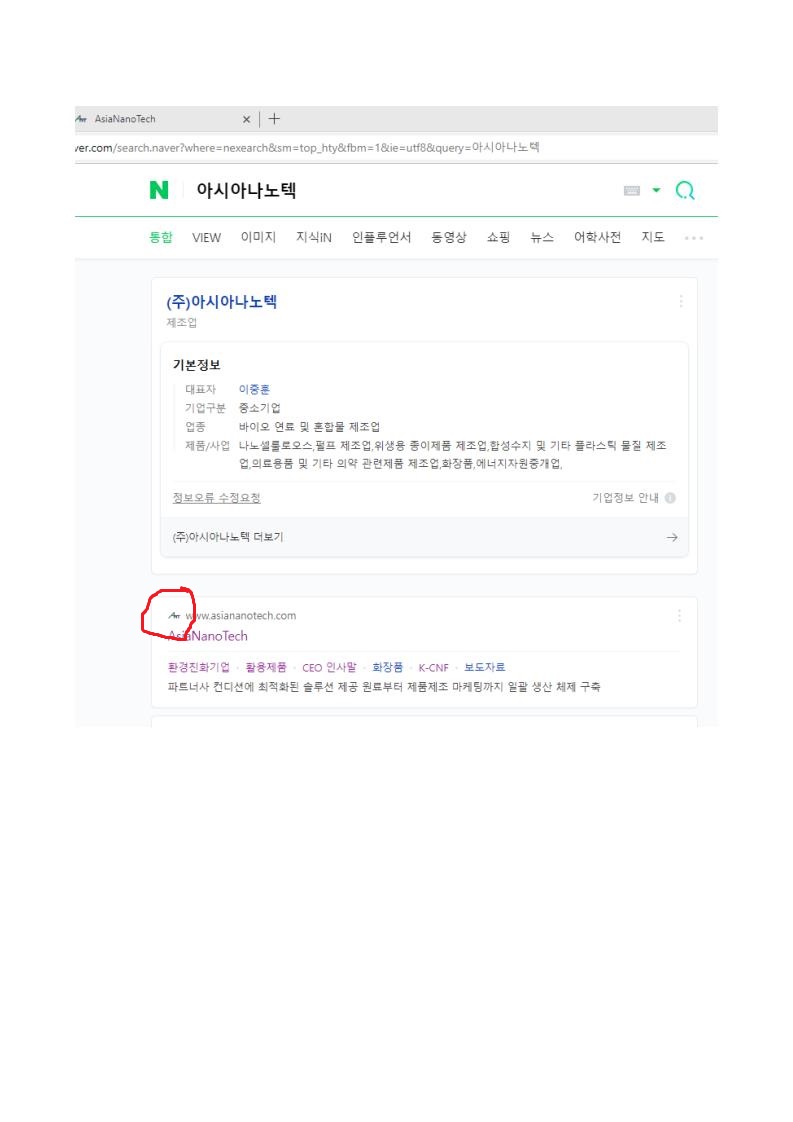 AsiaNanoTech
ver.com/search.naver?where=nexearch&sm=top_hty&fbm=1&ie=utf8&query=아시아나노텍
N 아시아나노텍
통합 VIEW 이미지 지식iN 인플루언서 동영상 쇼핑 뉴스 어학사전 지도
(주)아시아나노텍
제조업
기본정보
대표자 이중훈
기업구분 중소기업
업종 바이오 연료 및 혼합물 제조업
제품/사업 나노셀룰로오스,펄프 제조업,위생용 종이제품 제조업,합성수지 및 기타 플라스틱 물질 제조
업,의료용품 및 기타 의약 관련제품 제조업,화장품,에너지자원중개업,
정보오류 수정요청 기업정보 안내
(주)아시아나노텍 더보기
www.asiananotech.com
AsiaNanoTech
환경친화기업 · 활용제품 · CEO 인사말 · 화장품 · K-CNF · 보도자료
파트너사 컨디션에 최적화된 솔루션 제공 원료부터 제품제조 마케팅까지 일괄 생산 체제 구축